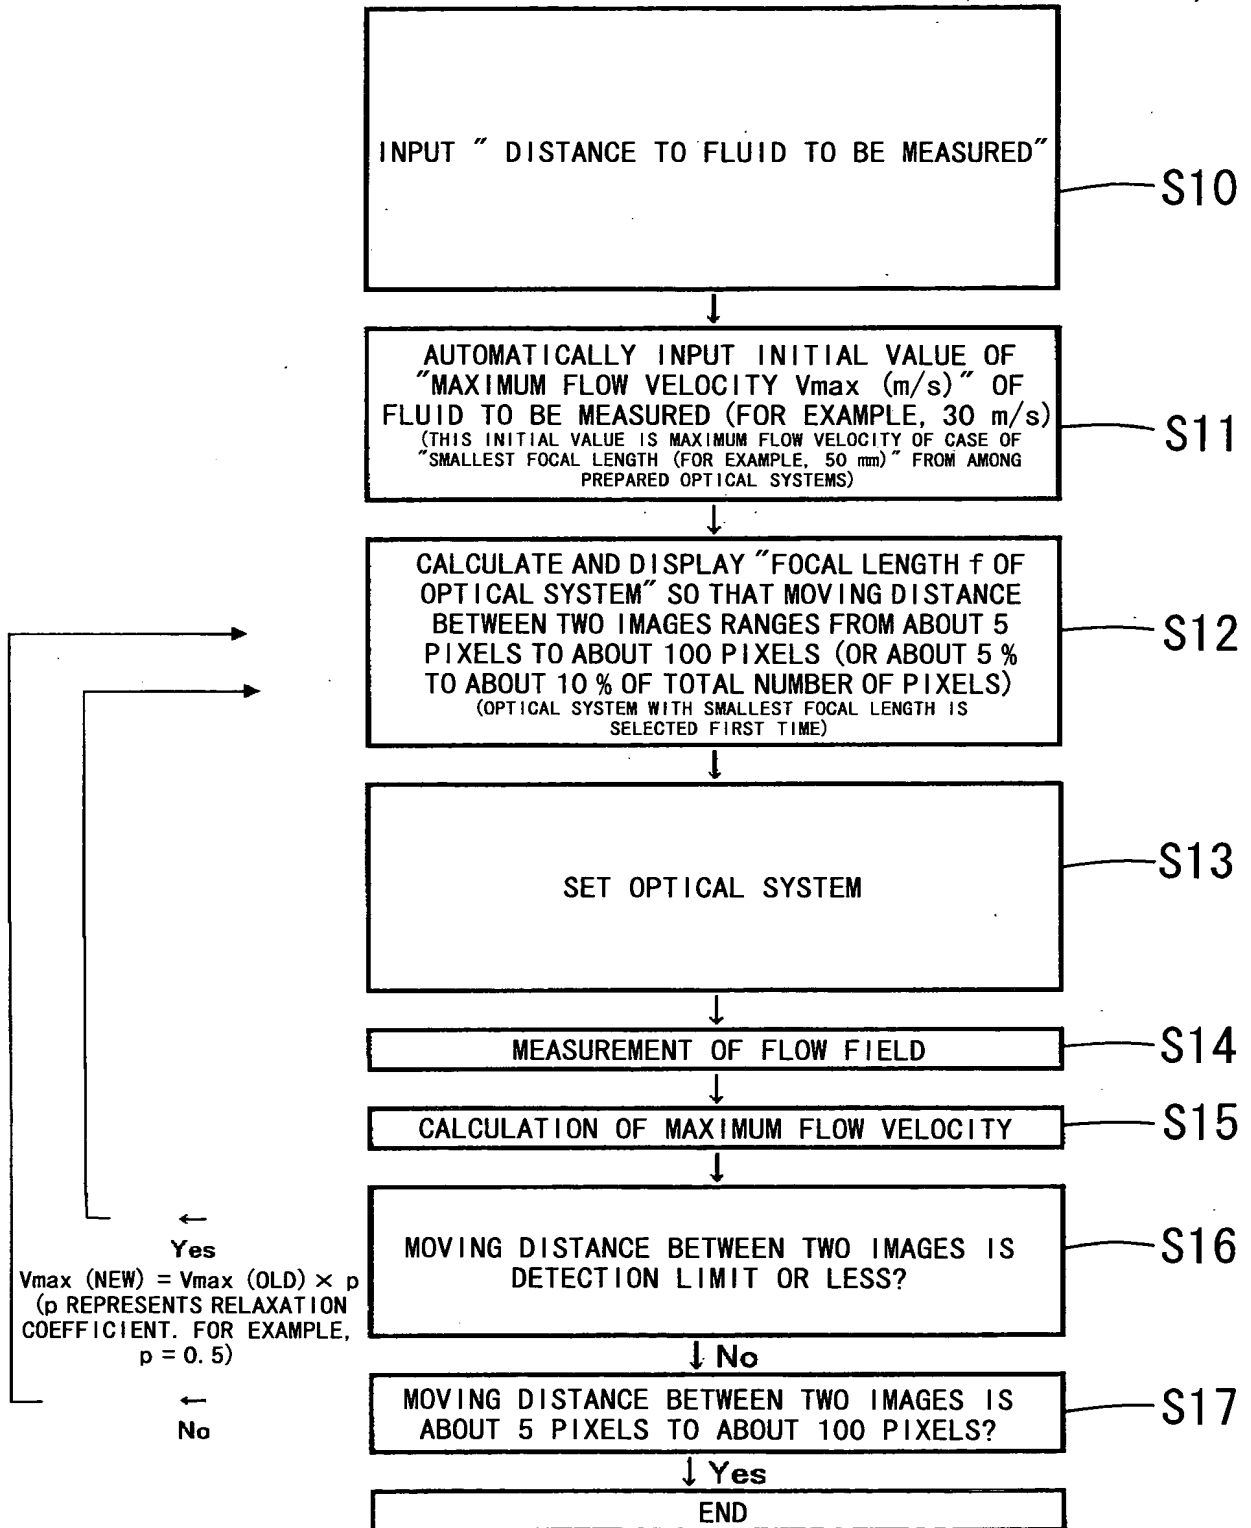 INPUT " DISTANCE TO FLUID TO BE MEASURED"
S10
AUTOMATICALLY INPUT INITIAL VALUE OF
"MAXIMUM FLOW VELOCITY Vmax (m/s)" OF
FLUID TO BE MEASURED (FOR EXAMPLE, 30 m/s)
(THIS INITIAL VALUE IS MAXIMUM FLOW VELOCITY OF CASE OF
"SMALLEST FOCAL LENGTH (FOR EXAMPLE, 50 mm)" FROM AMONG
PREPARED OPTICAL SYSTEMS)
S11
CALCULATE AND DISPLAY "FOCAL LENGTH f OF
OPTICAL SYSTEM" SO THAT MOVING DISTANCE
BETWEEN TWO IMAGES RANGES FROM ABOUT 5
PIXELS TO ABOUT 100 PIXELS (OR ABOUT 5 %
TO ABOUT 10 % OF TOTAL NUMBER OF PIXELS)
(OPTICAL SYSTEM WITH SMALLEST FOCAL LENGTH IS
SELECTED FIRST TIME)
S12
SET OPTICAL SYSTEM
S13
MEASUREMENT OF FLOW FIELD
S14
CALCULATION OF MAXIMUM FLOW VELOCITY
S15
MOVING DISTANCE BETWEEN TWO IMAGES IS
DETECTION LIMIT OR LESS?
S16
Yes
Vmax (NEW) = Vmax (OLD) × p
(p REPRESENTS RELAXATION
COEFFICIENT. FOR EXAMPLE,
p = 0.5)
No
MOVING DISTANCE BETWEEN TWO IMAGES IS
ABOUT 5 PIXELS TO ABOUT 100 PIXELS?
S17
No
Yes
END